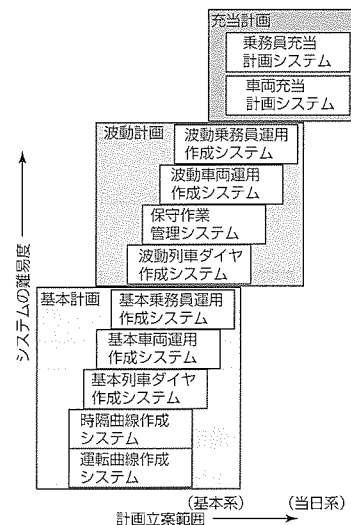 充当計画
乗務員充当
計画システム
車両充当
計画システム
波動計画
波動乗務員運用
作成システム
波動車両運用
作成システム
保守作業
管理システム
波動列車ダイヤ
作成システム
基本計画
基本乗務員運用
作成システム
基本車両運用
作成システム
基本列車ダイヤ
作成システム
時隔曲線作成
システム
運転曲線作成
システム
システムの難易度
(基本系)
(当日系)
計画立案範囲